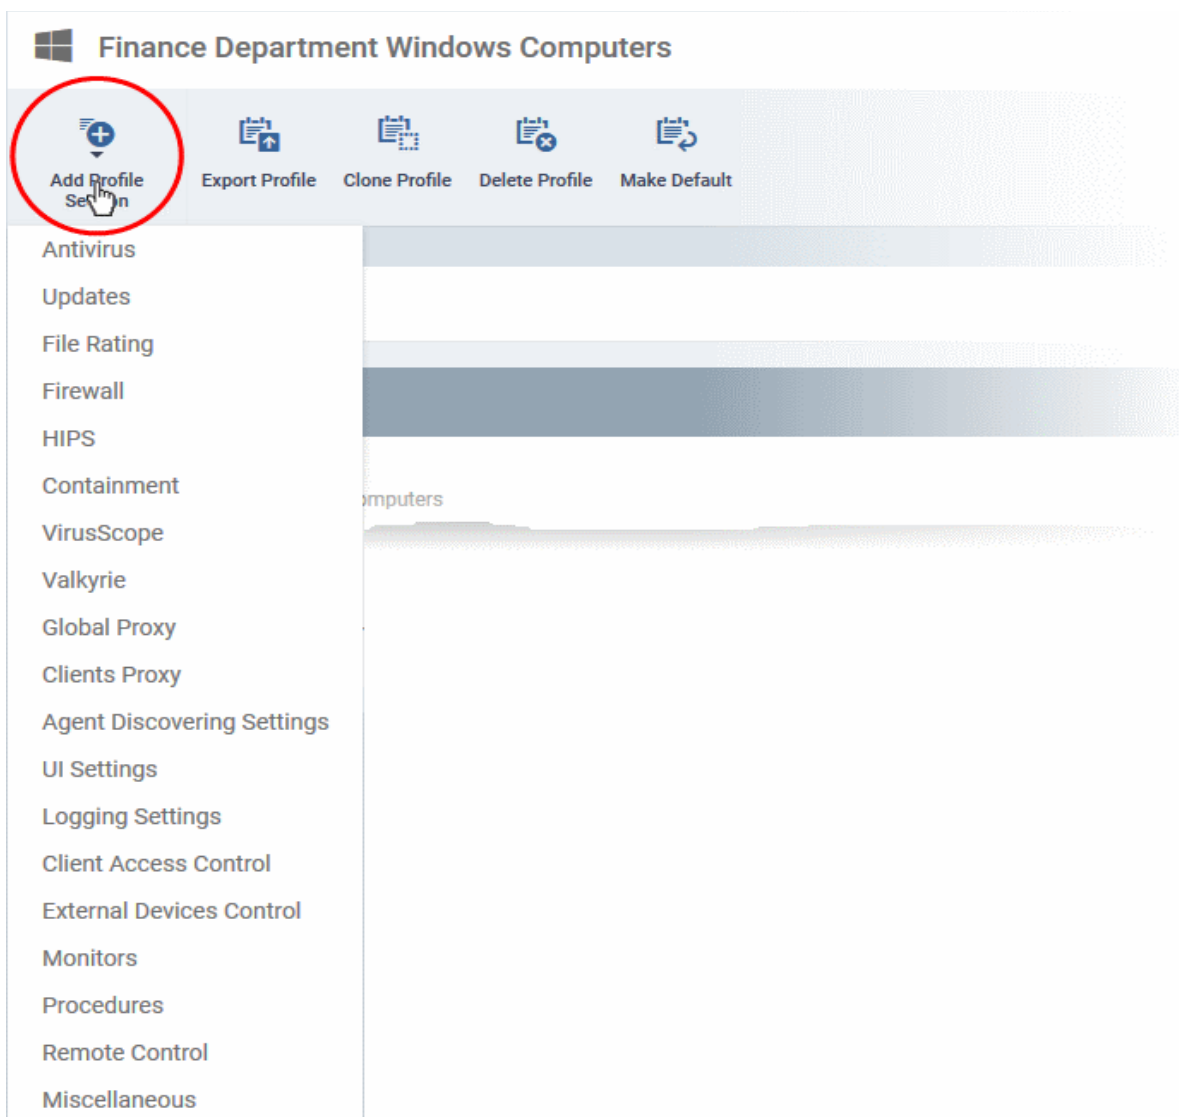 Finance Department Windows Computers
Add Profile
Export Profile
Clone Profile
Delete Profile
Make Default
Antivirus
Updates
File Rating
Firewall
HIPS
Containment
omputers
VirusScope
Valkyrie
Global Proxy
Clients Proxy
Agent Discovering Settings
UI Settings
Logging Settings
Client Access Control
External Devices Control
Monitors
Procedures
Remote Control
Miscellaneous